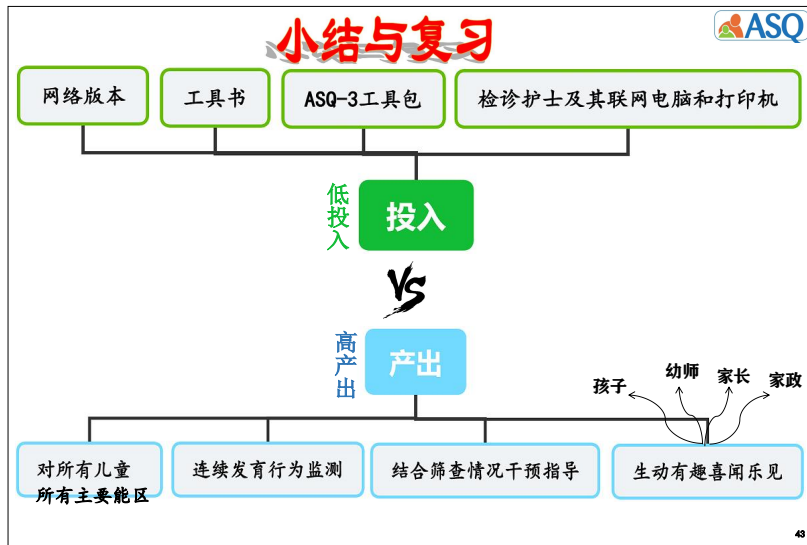 小结与复习
ASQ
网络版本
工具书
ASQ-3工具包
检诊护士及其联网电脑和打印机
低投入
投入
VS
高产出
产出
孩子
幼师
家长
家政
对所有儿童
所有主要能区
连续发育行为监测
结合筛查情况干预指导
生动有趣喜闻乐见
43